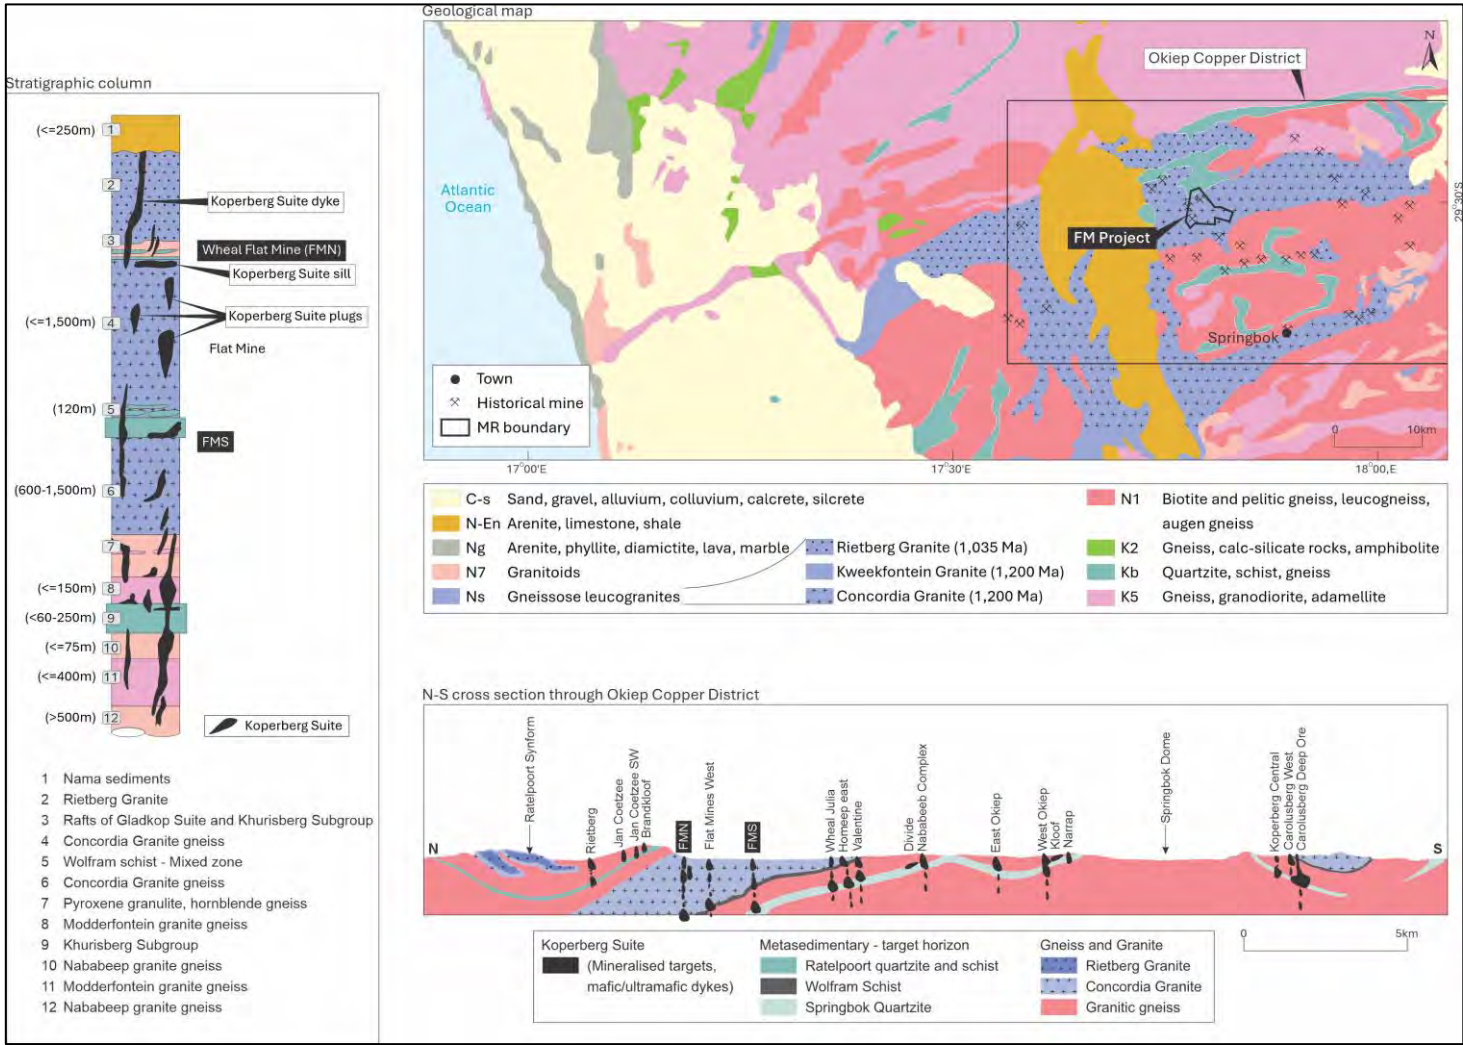 Geological map
Stratigraphic column
(<=250m)
1
2
Koperberg Suite dyke
3
Wheal Flat Mine (FMN)
Koperberg Suite sill
Koperberg Suite plugs
(<=1,500m)
4
Flat Mine
(120m)
5
FMS
(600-1,500m)
6
7
(<=150m)
8
(<60-250m)
9
(<=75m)
10
(<=400m)
11
(>500m)
12
Koperberg Suite
1 Nama sediments
2 Rietberg Granite
3 Rafts of Gladkop Suite and Khurisberg Subgroup
4 Concordia Granite gneiss
5 Wolfram schist - Mixed zone
6 Concordia Granite gneiss
7 Pyroxene granulite, hornblende gneiss
8 Modderfontein granite gneiss
9 Khurisberg Subgroup
10 Nababeep granite gneiss
11 Modderfontein granite gneiss
12 Nababeep granite gneiss
N
Okiep Copper District
Atlantic
Ocean
FM Project
29°30'S
Springbok
Town
Historical mine
MR boundary
0 10km
17°00'E
17°30'E
18°00,E
C-s Sand, gravel, alluvium, colluvium, calcrete, silcrete
N-En Arenite, limestone, shale
Ng Arenite, phyllite, diamictite, lava, marble
N7 Granitoids
Ns Gneissose leucogranites
Rietberg Granite (1,035 Ma)
Kweekfontein Granite (1,200 Ma)
Concordia Granite (1,200 Ma)
N1 Biotite and pelitic gneiss, leucogneiss,
augen gneiss
K2 Gneiss, calc-silicate rocks, amphibolite
Kb Quartzite, schist, gneiss
K5 Gneiss, granodiorite, adamellite
N-S cross section through Okiep Copper District
N
Ratelpoort Synform
Rietberg
Jan Coetzee
Jan Coetzee SW
Brandkloof
FMN
Flat Mines West
FMS
Wheal Julia
Homeep east
Valentine
Divide
Nababeeb Complex
East Okiep
West Okiep
Kloof
Narrap
Springbok Dome
Koperberg Central
Carolusberg West
Carolusberg Deep Ore
S
Koperberg Suite
(Mineralised targets,
mafic/ultramafic dykes)
Metasedimentary - target horizon
Ratelpoort quartzite and schist
Wolfram Schist
Springbok Quartzite
Gneiss and Granite
Rietberg Granite
Concordia Granite
Granitic gneiss
0 5km